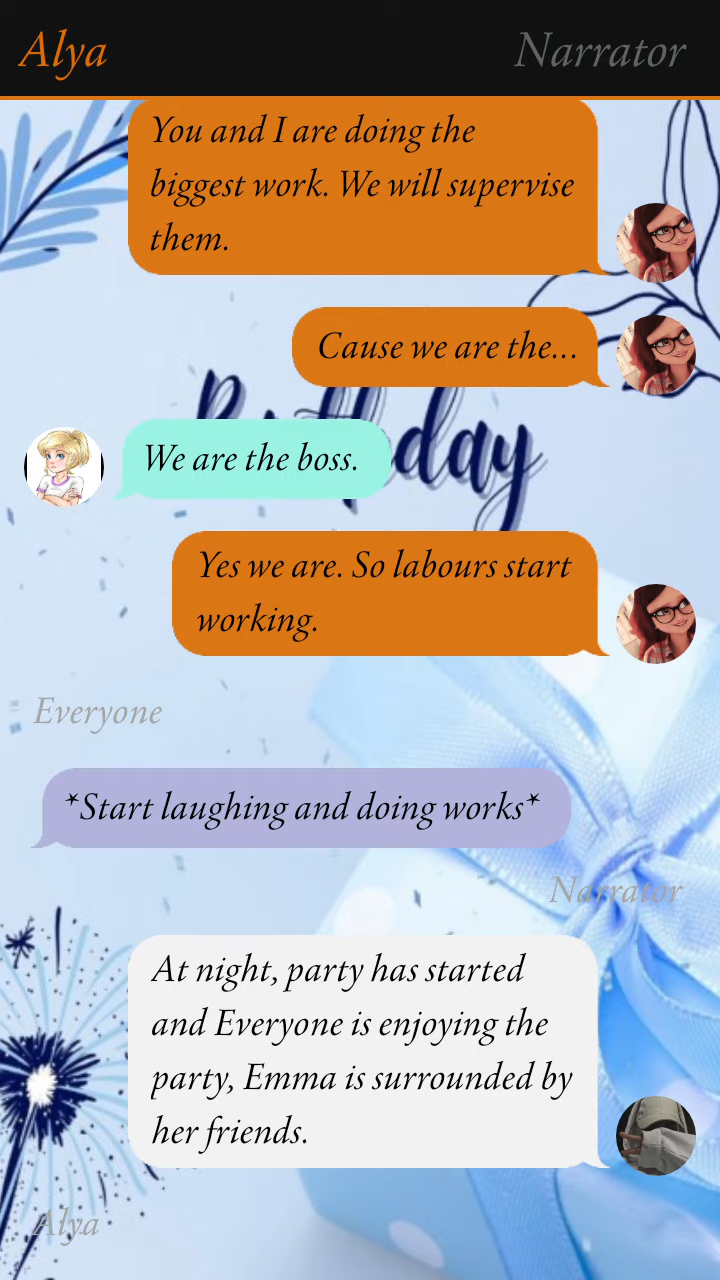 Alya
Narrator
You and I are doing the
biggest work. We will supervise
them.
Cause we are the...
Birthday
We are the boss.
Yes we are. So labours start
working.
Everyone
*Start laughing and doing works*
Narrator
At night, party has started
and Everyone is enjoying the
party, Emma is surrounded by
her friends.
Alya